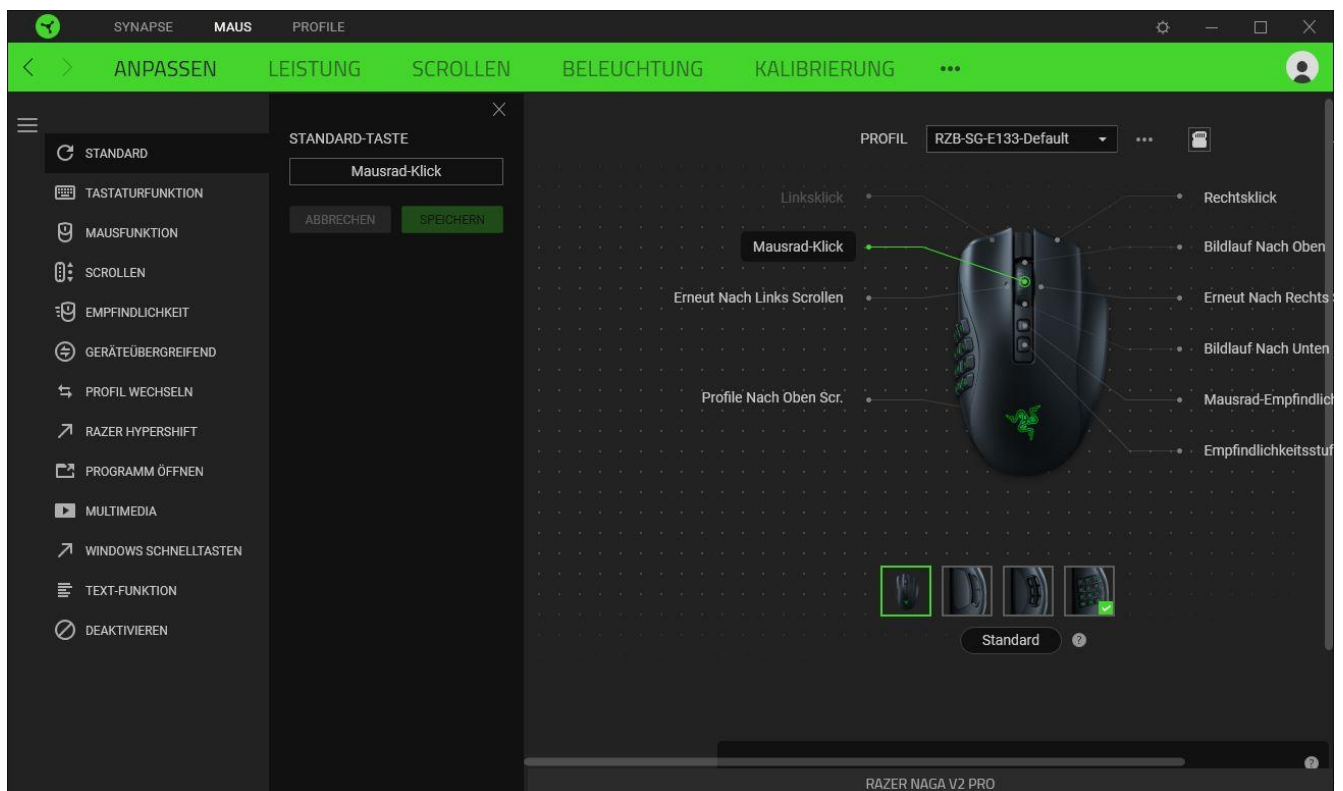 SYNAPSE MAUS PROFILE
ANPASSEN LEISTUNG SCROLLEN BELEUCHTUNG KALIBRIERUNG
STANDARD
TASTATURFUNKTION
MAUSFUNKTION
SCROLLEN
EMPFINDLICHKEIT
GERÄTEÜBERGREIFEND
PROFIL WECHSELN
RAZER HYPERSHIFT
PROGRAMM ÖFFNEN
MULTIMEDIA
WINDOWS SCHNELLTASTEN
TEXT-FUNKTION
DEAKTIVIEREN
STANDARD-TASTE
Mausrad-Klick
ABBRECHEN SPEICHERN
PROFIL RZB-SG-E133-Default
Linksklick Rechtsklick
Mausrad-Klick Bildlauf Nach Oben
Erneut Nach Links Scrollen Erneut Nach Rechts
Bildlauf Nach Unten
Profile Nach Oben Scr. Mausrad-Empfindlich
Empfindlichkeitsstuf
Standard ?
?
RAZER NAGA V2 PRO